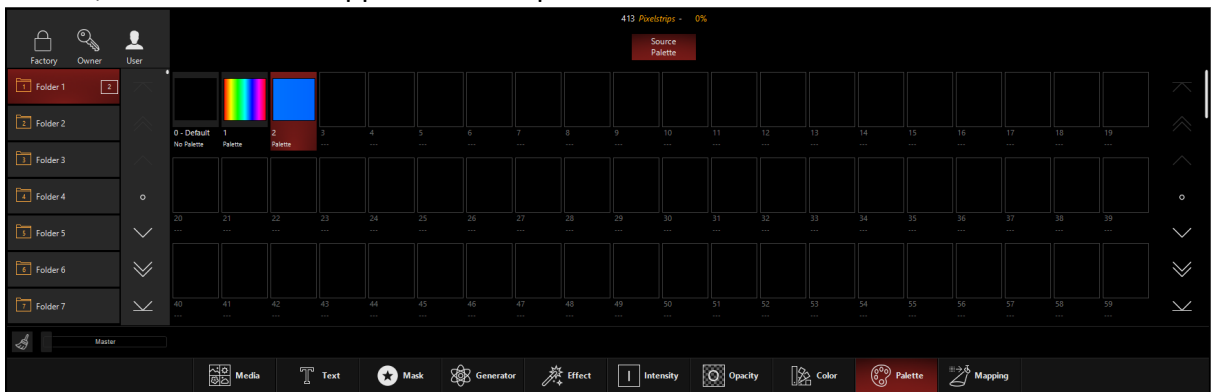 413 Pixelstrips - 0%
Source
Palette
Factory Owner User
1 Folder 1 2
2 Folder 2
3 Folder 3
4 Folder 4
5 Folder 5
6 Folder 6
7 Folder 7
0 - Default 1 2 3 4 5 6 7 8 9 10 11 12 13 14 15 16 17 18 19
No Palette Palette Palette --- --- --- --- --- --- --- --- --- --- --- --- --- --- --- --- ---
20 21 22 23 24 25 26 27 28 29 30 31 32 33 34 35 36 37 38 39
--- --- --- --- --- --- --- --- --- --- --- --- --- --- --- --- --- --- --- ---
40 41 42 43 44 45 46 47 48 49 50 51 52 53 54 55 56 57 58 59
--- --- --- --- --- --- --- --- --- --- --- --- --- --- --- --- --- --- --- ---
Master
Media Text Mask Generator Effect Intensity Opacity Color Palette Mapping